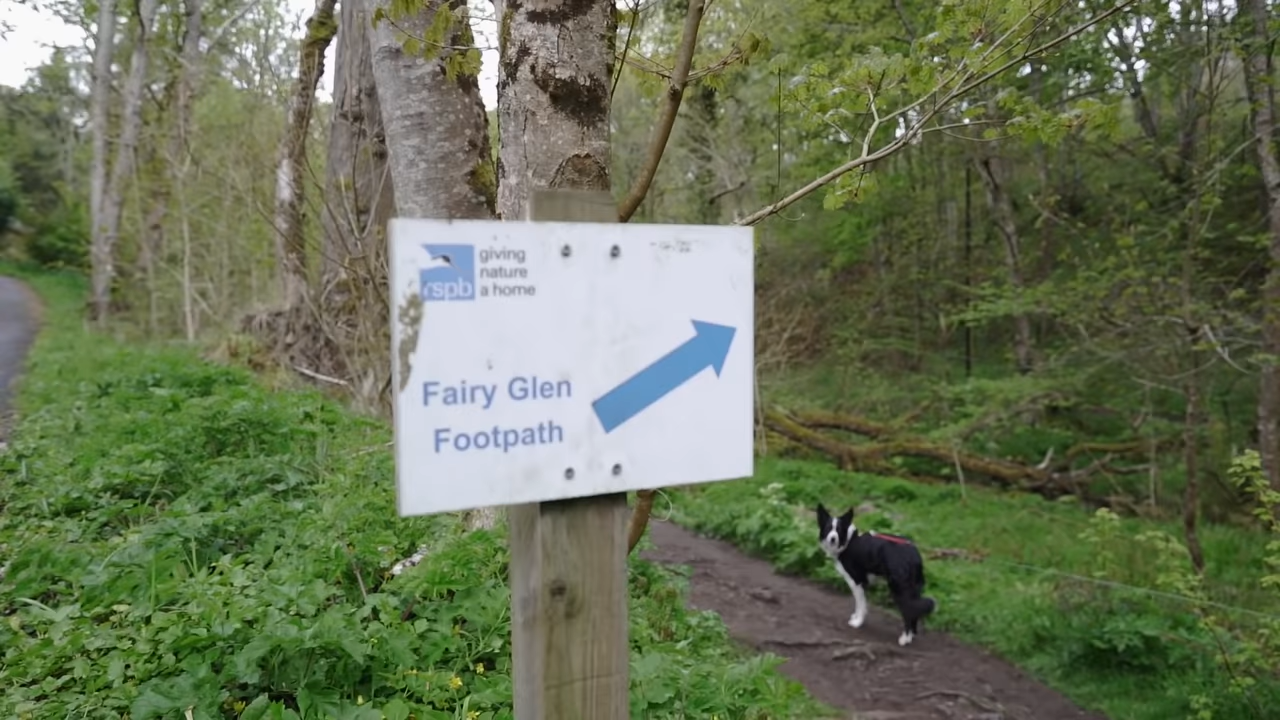 rspb
giving
nature
a home
Fairy Glen
Footpath